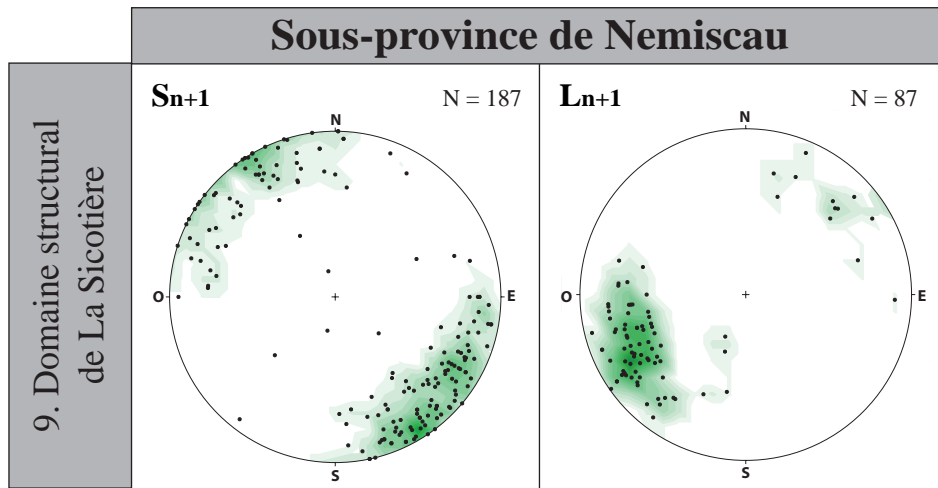 Sous-province de Nemiscau
9. Domaine structural
de La Sicotière
Sn+1
N = 187
N
O
E
S
Ln+1
N = 87
N
O
E
S